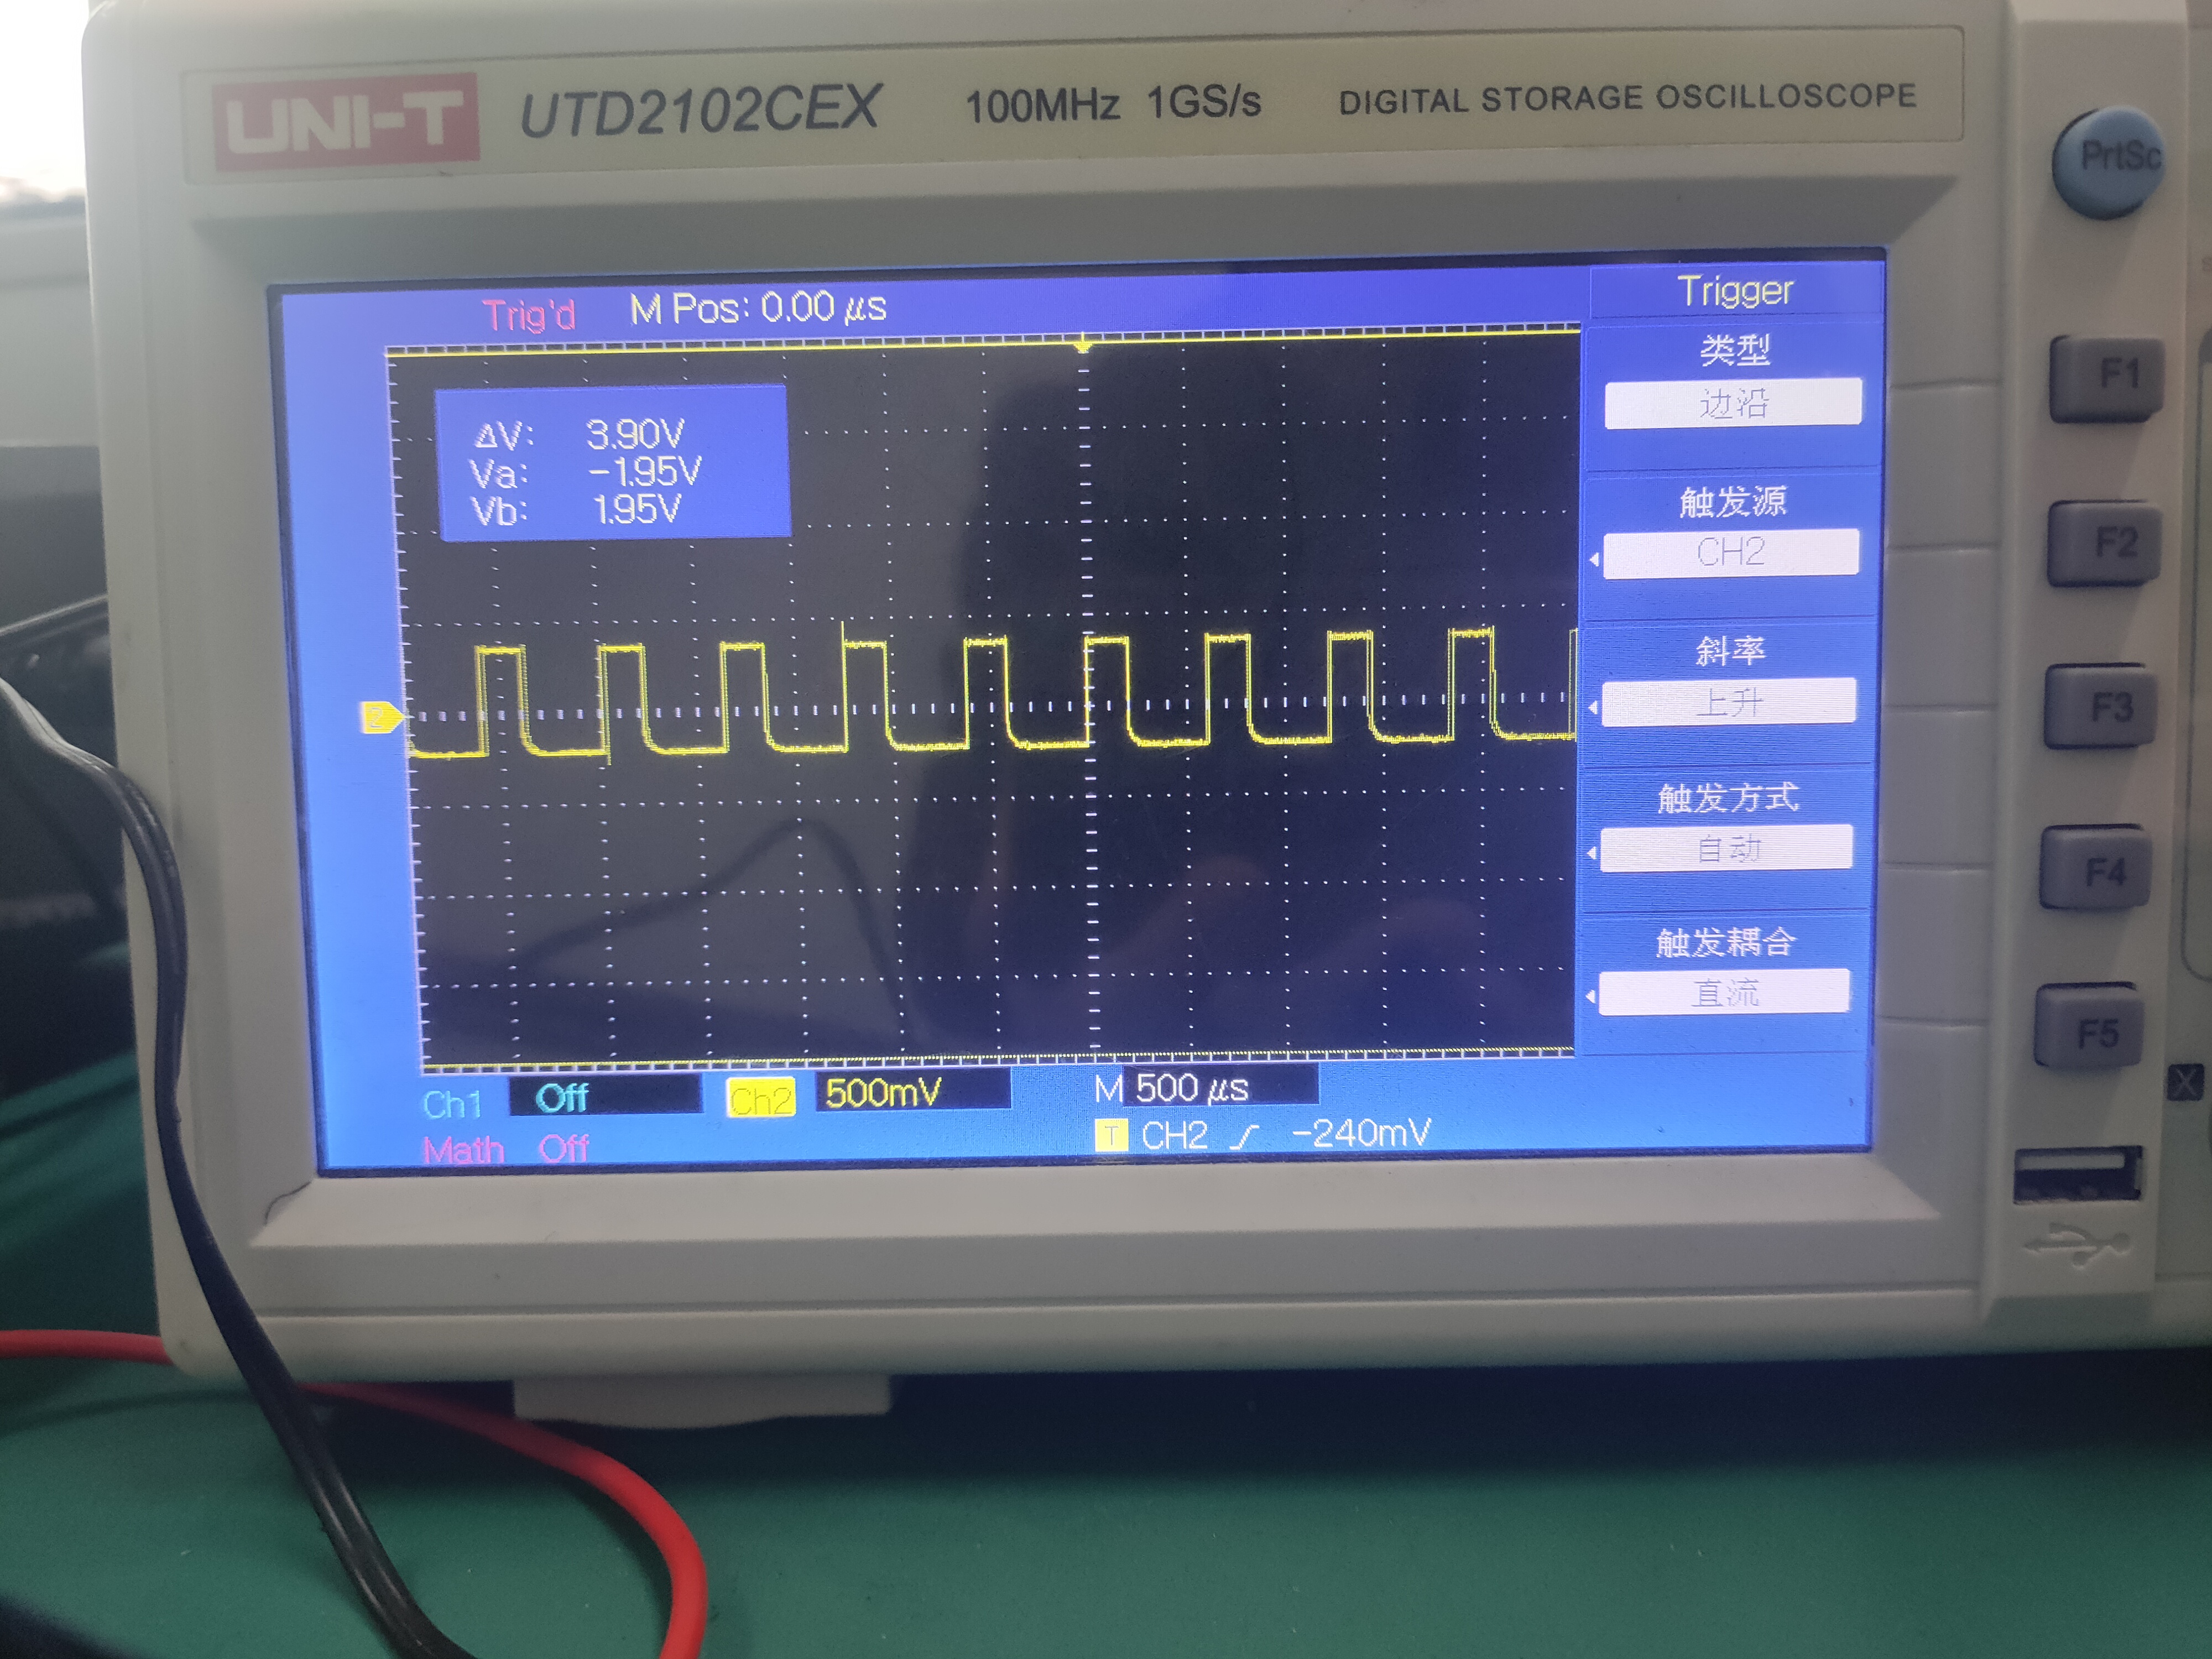 UNI-T UTD2102CEX 100MHz 1GS/s DIGITAL STORAGE OSCILLOSCOPE
PrtSc
Trig'd M Pos: 0.00 μs
Trigger
ΔV: 3.90V
Va: -1.95V
Vb: 1.95V
类型
边沿
触发源
CH2
斜率
上升
触发方式
自动
触发耦合
直流
F1
F2
F3
F4
F5
2
Ch1 Off Ch2 500mV M 500 μs
Math Off T CH2 -240mV
X